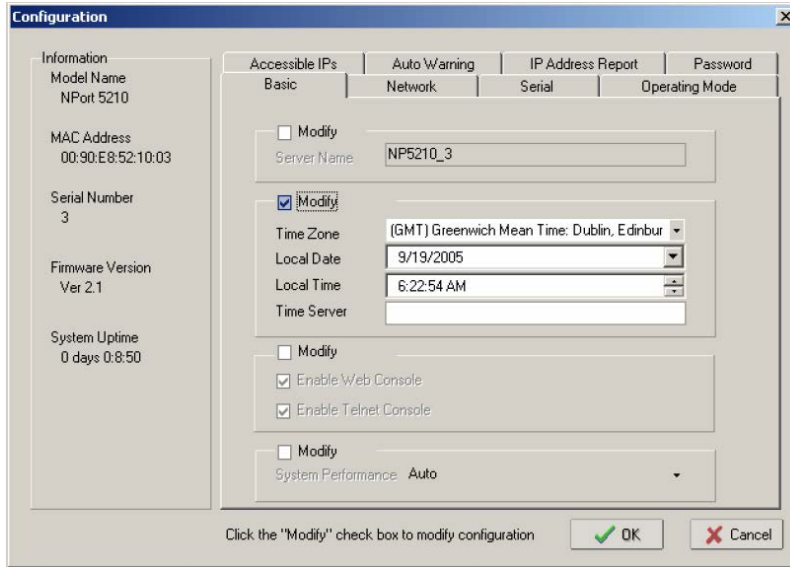 Configuration
Information
Model Name
NPort 5210
MAC Address
00:90:E8:52:10:03
Serial Number
3
Firmware Version
Ver 2.1
System Uptime
0 days 0:8:50
Accessible IPs
Auto Warning
IP Address Report
Password
Basic
Network
Serial
Operating Mode
Modify
Server Name
NP5210_3
Modify
Time Zone
(GMT) Greenwich Mean Time: Dublin, Edinbur
Local Date
9/19/2005
Local Time
6:22:54 AM
Time Server
Modify
Enable Web Console
Enable Telnet Console
Modify
System Performance
Auto
Click the "Modify" check box to modify configuration
OK
Cancel